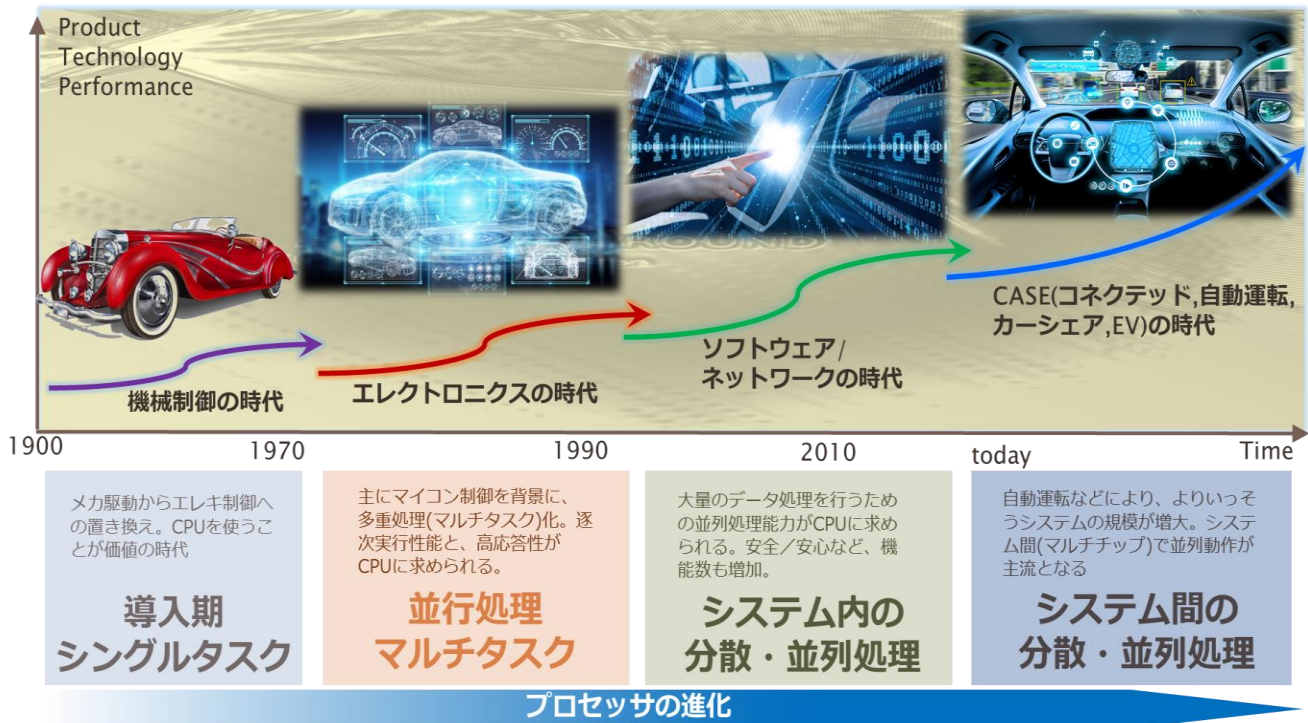 Product
Technology
Performance
Self-Driving
機械制御の時代
エレクトロニクスの時代
ソフトウェア/
ネットワークの時代
CASE(コネクテッド,自動運転,
カーシェア,EV)の時代
1900
1970
1990
2010
today
Time
メカ駆動からエレキ制御へ
の置き換え。CPUを使うこ
とが価値の時代
導入期
シングルタスク
主にマイコン制御を背景に、
多重処理(マルチタスク)化。逐
次実行性能と、高応答性が
CPUに求められる。
並行処理
マルチタスク
大量のデータ処理を行うため
の並列処理能力がCPUに求め
られる。安全／安心など、機
能数も増加。
システム内の
分散・並列処理
自動運転などにより、よりいっそ
うシステムの規模が増大。システ
ム間(マルチチップ)で並列動作が
主流となる
システム間の
分散・並列処理
プロセッサの進化